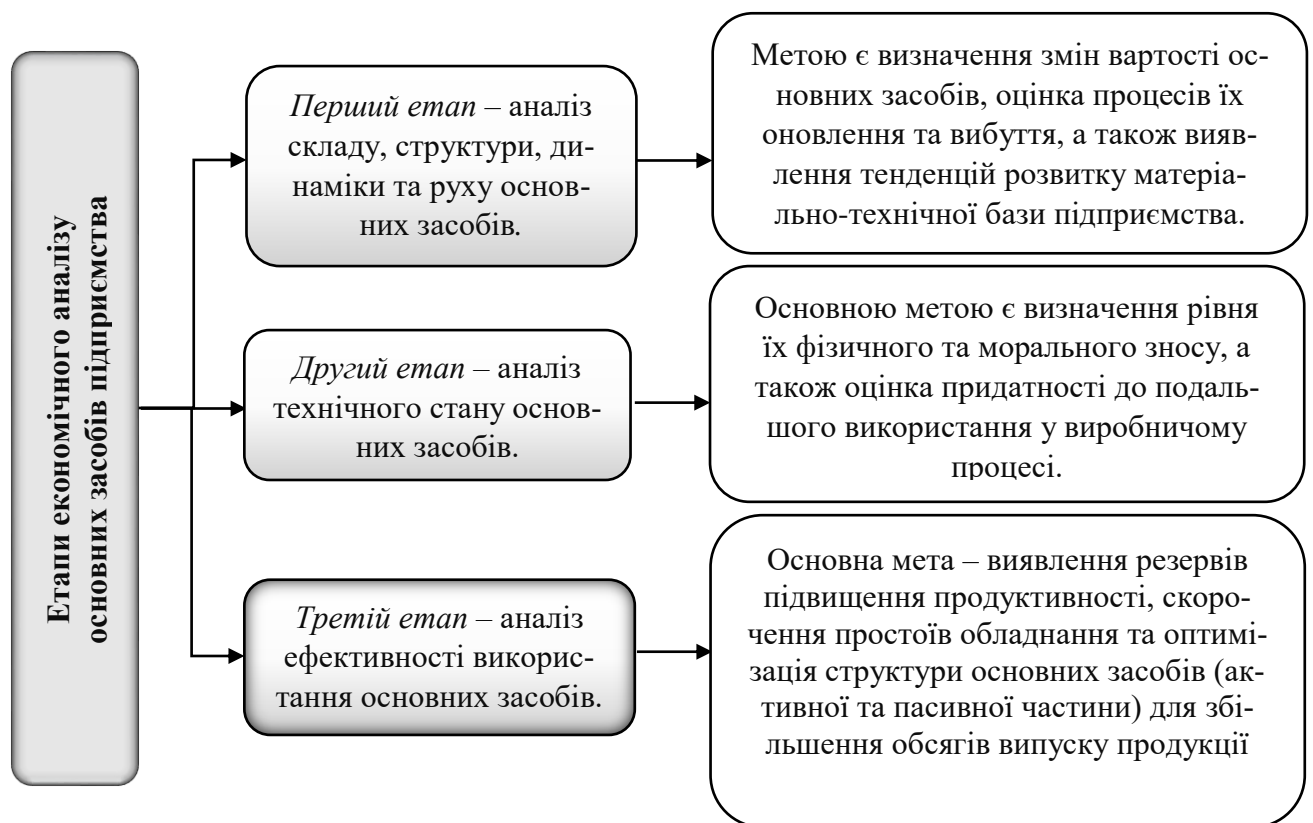 Етапи економічного аналізу
основних засобів підприємства
Перший етап – аналіз
складу, структури, ди-
наміки та руху основ-
них засобів.
Метою є визначення змін вартості ос-
новних засобів, оцінка процесів їх
оновлення та вибуття, а також вияв-
лення тенденцій розвитку матеріа-
льно-технічної бази підприємства.
Другий етап – аналіз
технічного стану основ-
них засобів.
Основною метою є визначення рівня
їх фізичного та морального зносу, а
також оцінка придатності до подаль-
шого використання у виробничому
процесі.
Третій етап – аналіз
ефективності викорис-
тання основних засобів.
Основна мета – виявлення резервів
підвищення продуктивності, скоро-
чення простоїв обладнання та оптимі-
зація структури основних засобів (ак-
тивної та пасивної частини) для збі-
льшення обсягів випуску продукції